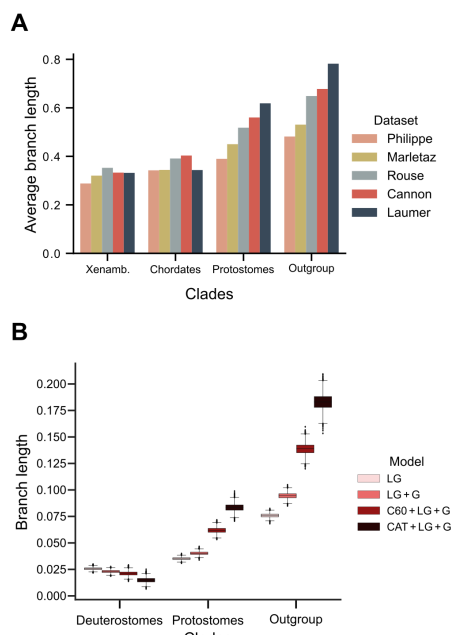 A
Average branch length
0.8
0.6
0.4
0.2
0.0
Xenamb.
Chordates
Protostomes
Outgroup
Clades
Dataset
Philippe
Marletaz
Rouse
Cannon
Laumer
B
Branch length
0.200
0.175
0.150
0.125
0.100
0.075
0.050
0.025
0.000
Deuterostomes
Protostomes
Outgroup
Model
LG
LG+G
C60+LG+G
CAT+LG+G